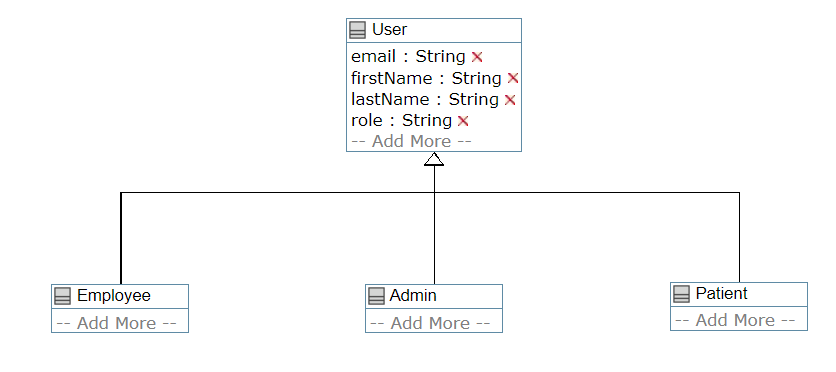 User
email : String
firstName : String
lastName : String
role : String
-- Add More --
Employee
-- Add More --
Admin
-- Add More --
Patient
-- Add More --